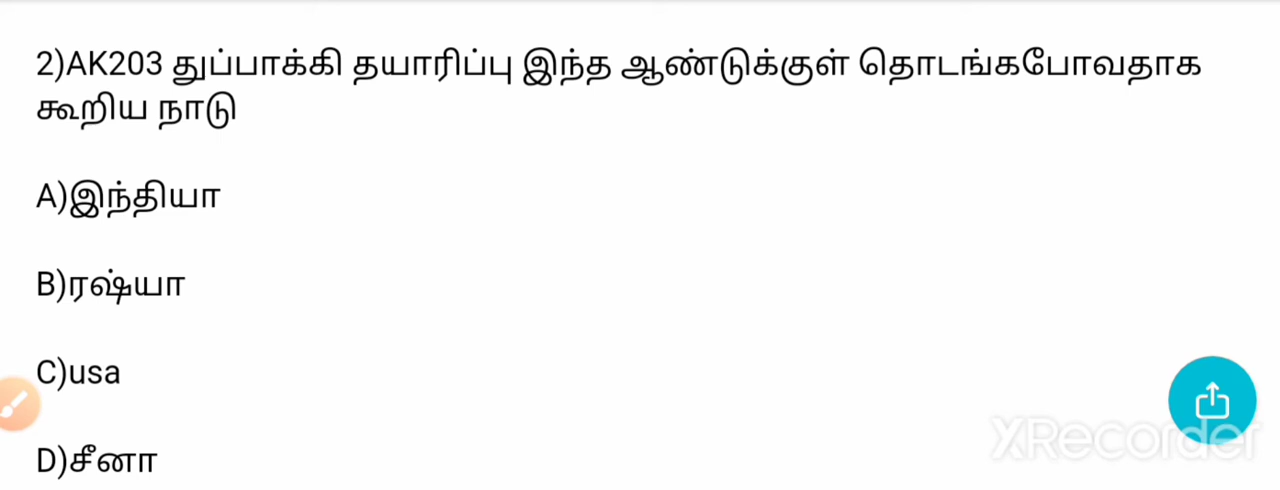 2)AK203 துப்பாக்கி தயாரிப்பு இந்த ஆண்டுக்குள் தொடங்கபோவதாக
கூறிய நாடு
A)இந்தியா
B)ரஷ்யா
C)usa
D)சீனா
XRecorder